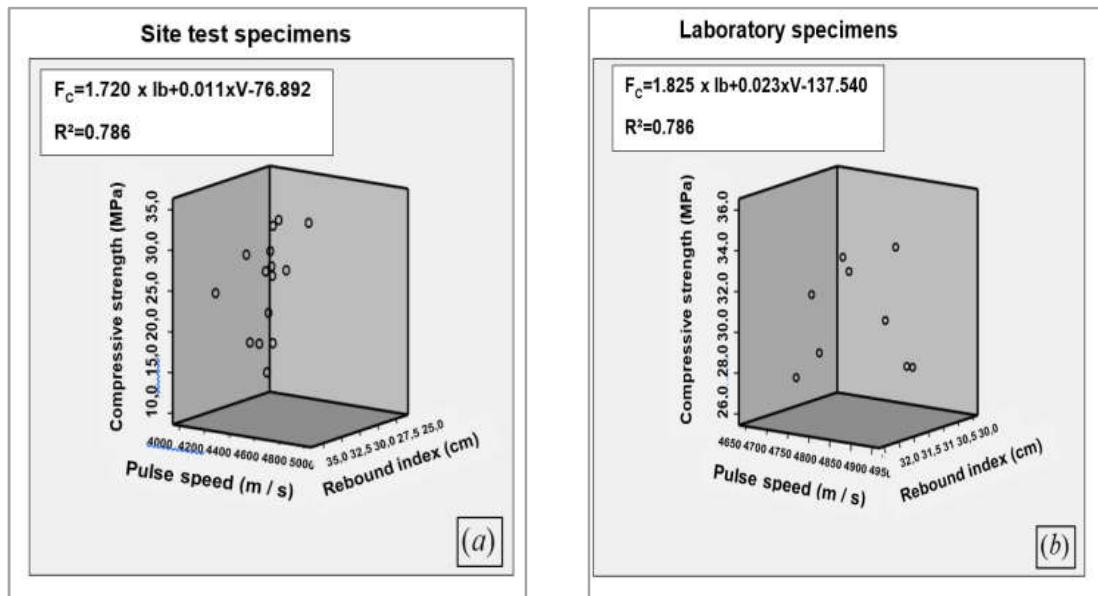 Site test specimens
F_C=1.720 x Ib+0.011xV-76.892
R²=0.786
Compressive strength (MPa)
35,0
30,0
25,0
20,0
15,0
10,0
4000 4200 4400 4600 4800 5000
Pulse speed (m / s)
35.0 32,5 30.0 27,5 25.0
Rebound index (cm)
(a)
Laboratory specimens
F_C=1.825 x Ib+0.023xV-137.540
R²=0.786
Compressive strength (MPa)
36.0
34.0
32.0
30.0
28.0
26.0
4650 4700 4750 4800 4850 4900 4950
Pulse speed (m / s)
32,0 31,5 31 30,5 30.0
Rebound index (cm)
(b)